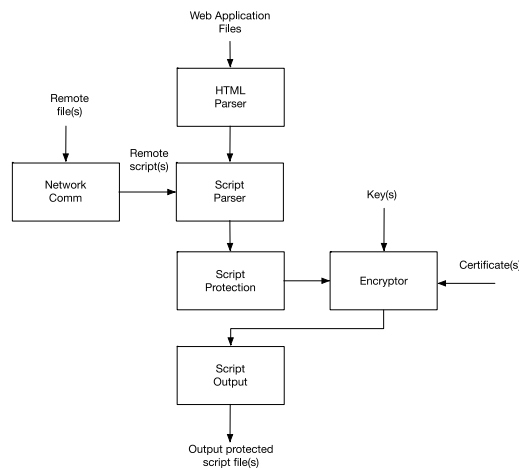 Web Application
Files
HTML
Parser
Remote
file(s)
Remote
script(s)
Network
Comm
Script
Parser
Key(s)
Script
Protection
Encryptor
Certificate(s)
Script
Output
Output protected
script file(s)